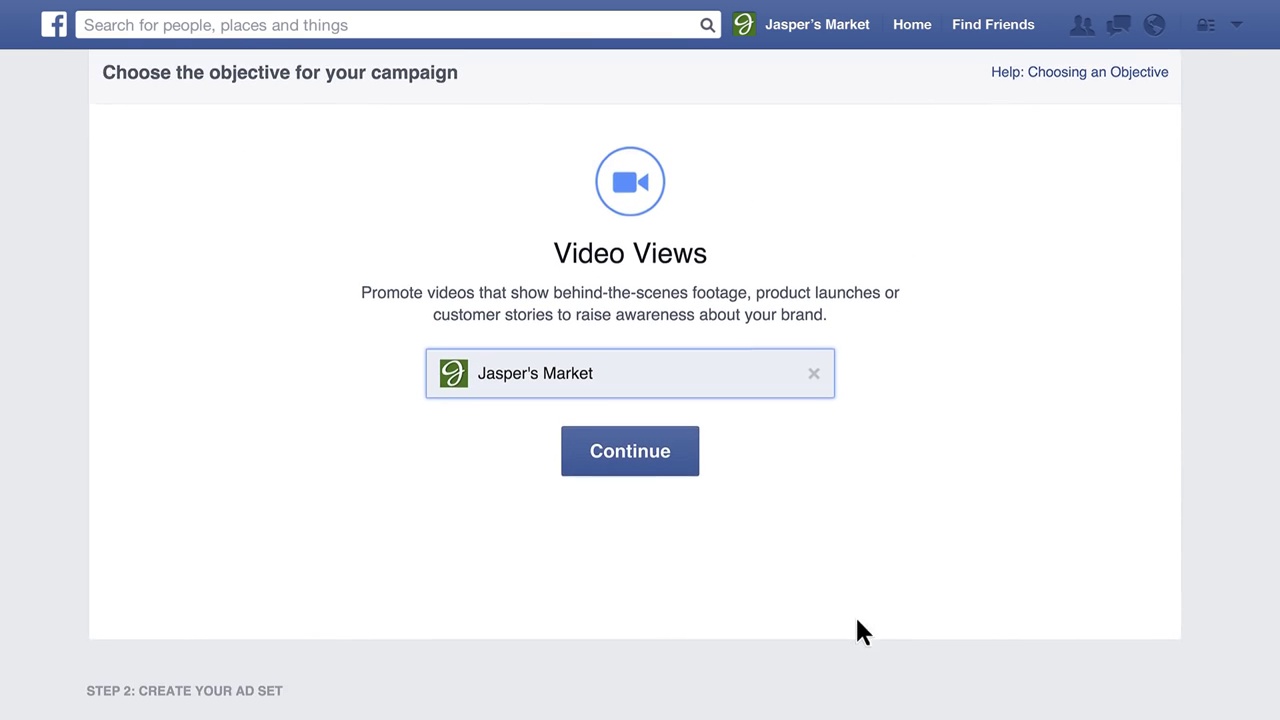 Search for people, places and things
Jasper's Market
Home
Find Friends
Choose the objective for your campaign
Help: Choosing an Objective
Video Views
Promote videos that show behind-the-scenes footage, product launches or
customer stories to raise awareness about your brand.
Jasper's Market
Continue
STEP 2: CREATE YOUR AD SET